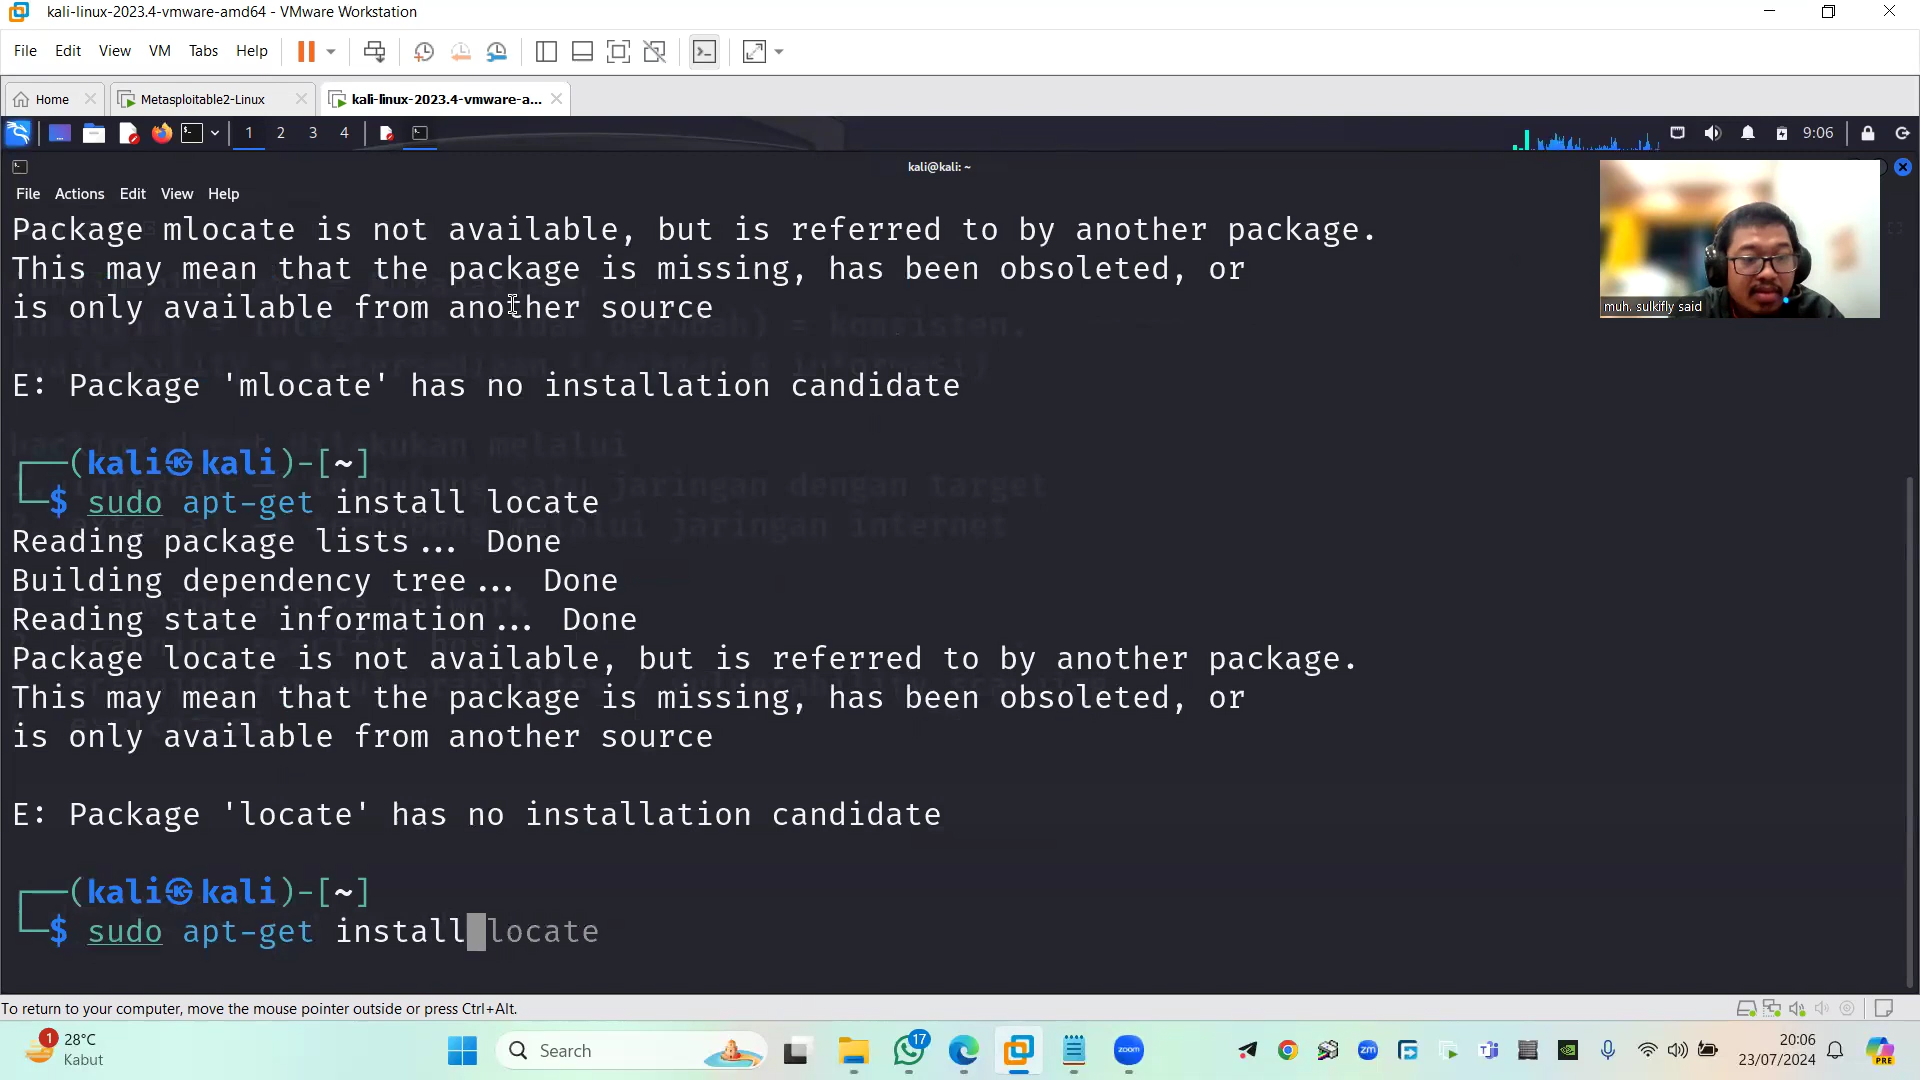 kali-linux-2023.4-vmware-amd64 - VMware Workstation
File Edit View VM Tabs Help
Home Metasploitable2-Linux kali-linux-2023.4-vmware-a...
1 2 3 4 9:06
kali@kali: ~
File Actions Edit View Help
Package mlocate is not available, but is referred to by another package.
This may mean that the package is missing, has been obsoleted, or
is only available from another source
muh. sulkifly said
E: Package 'mlocate' has no installation candidate
(kali㉿kali)-[~]
$ sudo apt-get install locate
Reading package lists... Done
Building dependency tree... Done
Reading state information... Done
Package locate is not available, but is referred to by another package.
This may mean that the package is missing, has been obsoleted, or
is only available from another source
E: Package 'locate' has no installation candidate
(kali㉿kali)-[~]
$ sudo apt-get install locate
To return to your computer, move the mouse pointer outside or press Ctrl+Alt.
1 28°C
Kabut
Search
17
zoom
zm
20:06
23/07/2024
PRE